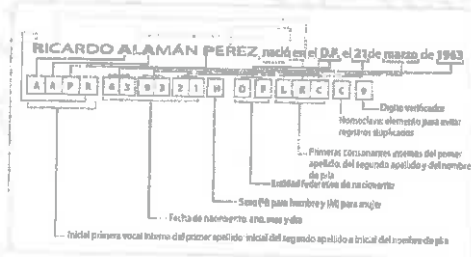 RICARDO ALAMÁN PÉREZ, nació en el D.F. el 21 de marzo de 1963
A A P R 6 3 0 3 2 1 H D F L R C C 9
Dígito verificador
Homoclave: elemento para evitar
registros duplicados
Primeras consonantes internas del primer
apellido, del segundo apellido y del nombre
de pila
Entidad federativa de nacimiento
Sexo (H) para hombre y (M) para mujer
Fecha de nacimiento: año, mes y día
Inicial primera vocal interna del primer apellido inicial del segundo apellido e inicial del nombre de pila